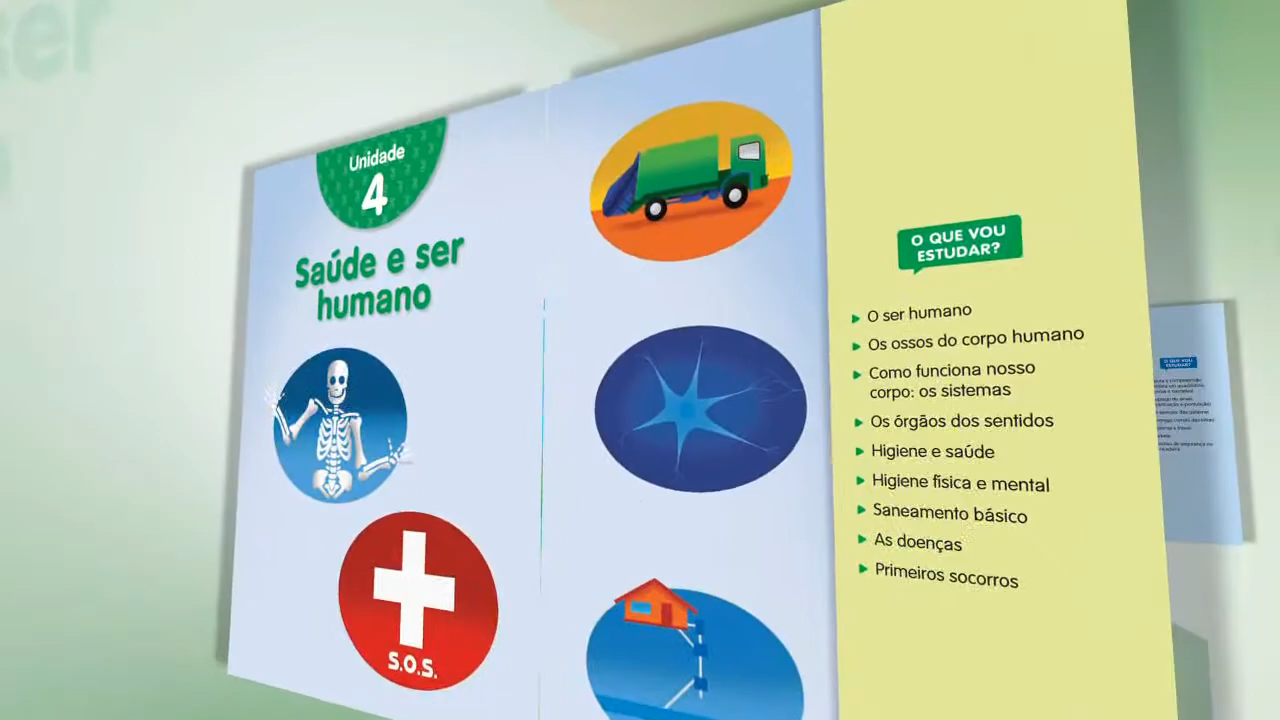 ser
Unidade
4
Saúde e ser
humano
S.O.S.
O QUE VOU
ESTUDAR?
O ser humano
Os ossos do corpo humano
Como funciona nosso
corpo: os sistemas
Os órgãos dos sentidos
Higiene e saúde
Higiene física e mental
Saneamento básico
As doenças
Primeiros socorros
O QUE VOU
ESTUDAR?